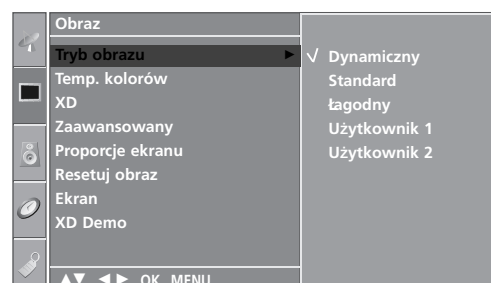 Obraz
Tryb obrazu ►
Temp. kolorów
XD
Zaawansowany
Proporcje ekranu
Resetuj obraz
Ekran
XD Demo
▲▼ ◄► OK MENU
√ Dynamiczny
Standard
Łagodny
Użytkownik 1
Użytkownik 2